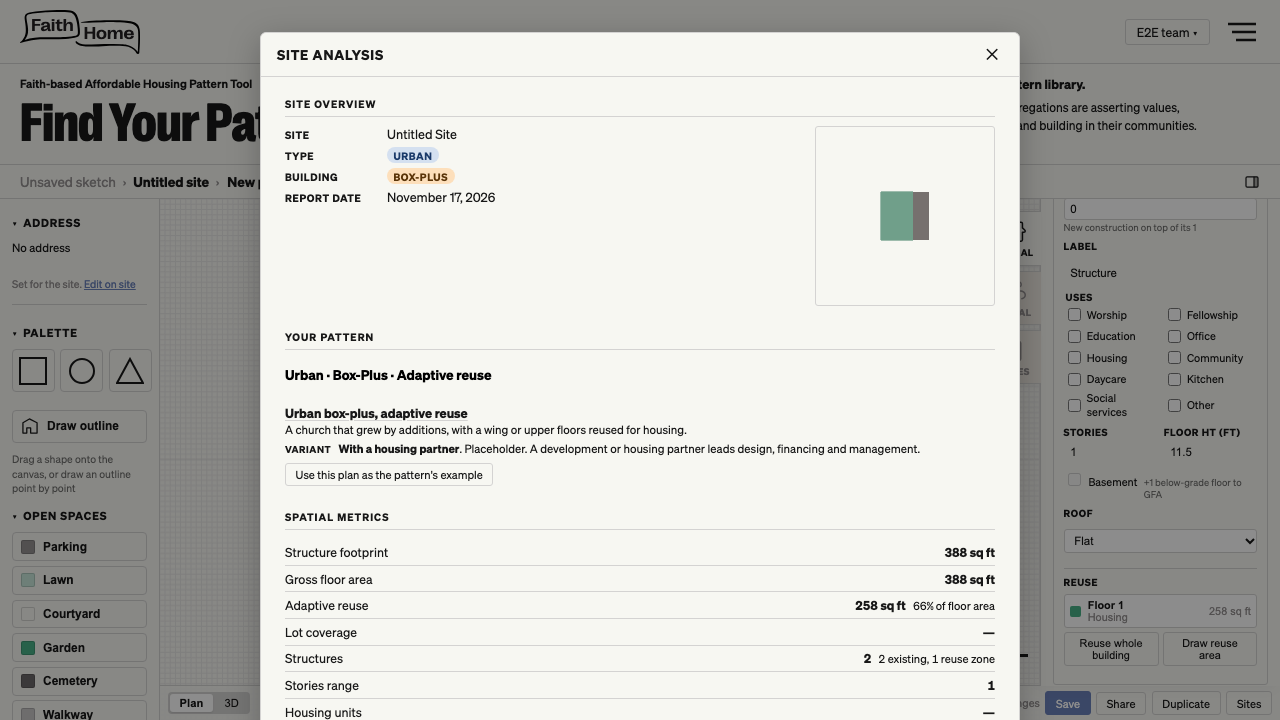 Faith
Home
E2E team ▾
Faith-based Affordable Housing Pattern Tool
Find Your Pat
tern library.
regations are asserting values,
and building in their communities.
Unsaved sketch › Untitled site › New p
ADDRESS
No address
Set for the site. Edit on site
PALETTE
Draw outline
Drag a shape onto the
canvas, or draw an outline
point by point
OPEN SPACES
Parking
Lawn
Courtyard
Garden
Cemetery
Walkway
SITE ANALYSIS
SITE OVERVIEW
SITE Untitled Site
TYPE URBAN
BUILDING BOX-PLUS
REPORT DATE November 17, 2026
YOUR PATTERN
Urban · Box-Plus · Adaptive reuse
Urban box-plus, adaptive reuse
A church that grew by additions, with a wing or upper floors reused for housing.
VARIANT With a housing partner. Placeholder. A development or housing partner leads design, financing and management.
Use this plan as the pattern's example
SPATIAL METRICS
Structure footprint 388 sq ft
Gross floor area 388 sq ft
Adaptive reuse 258 sq ft 66% of floor area
Lot coverage —
Structures 2 2 existing, 1 reuse zone
Stories range 1
Housing units —
0
New construction on top of its 1
LABEL
Structure
USES
Worship Fellowship
Education Office
Housing Community
Daycare Kitchen
Social services Other
STORIES FLOOR HT (FT)
1 11.5
Basement +1 below-grade floor to GFA
ROOF
Flat
REUSE
Floor 1
Housing 258 sq ft
Reuse whole building
Draw reuse area
Plan 3D
Save Share Duplicate Sites